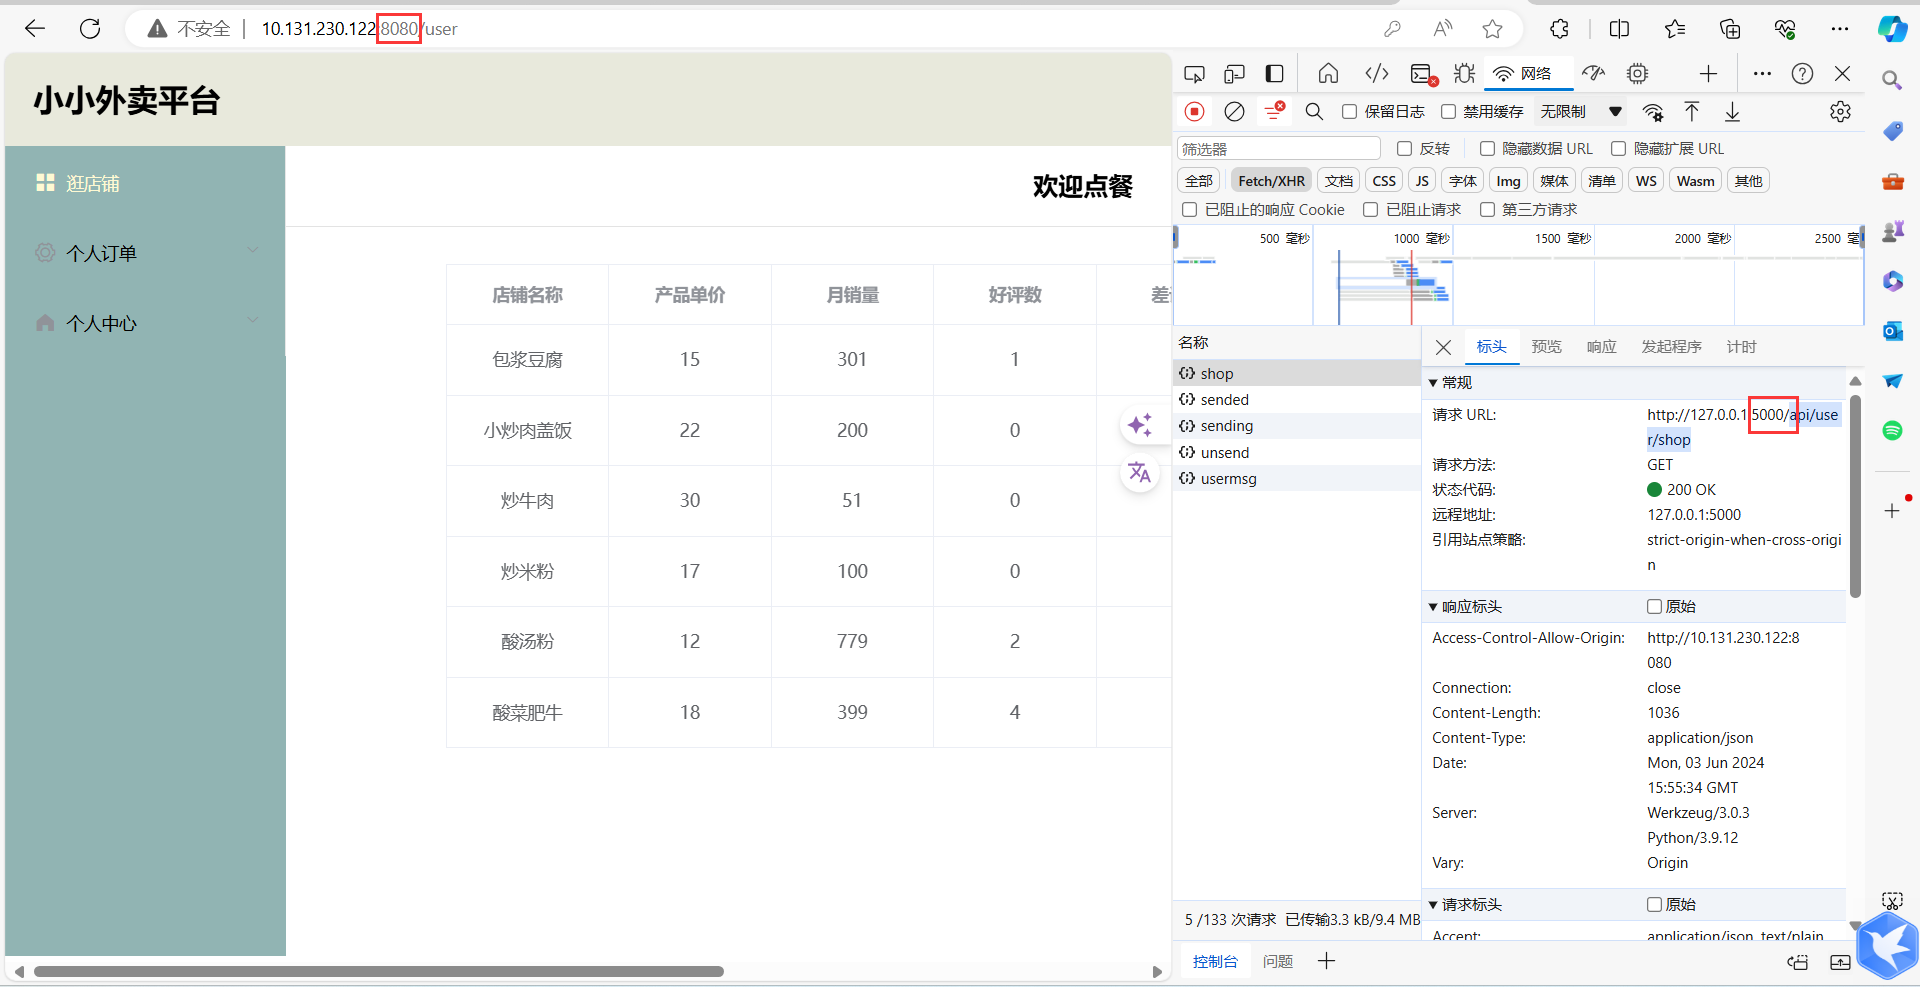 不安全 10.131.230.122:8080/user
小小外卖平台
逛店铺
个人订单
个人中心
欢迎点餐
店铺名称 产品单价 月销量 好评数
包浆豆腐 15 301 1
小炒肉盖饭 22 200 0
炒牛肉 30 51 0
炒米粉 17 100 0
酸汤粉 12 779 2
酸菜肥牛 18 399 4
网络
保留日志 禁用缓存 无限制
筛选器 反转 隐藏数据 URL 隐藏扩展 URL
全部 Fetch/XHR 文档 CSS JS 字体 Img 媒体 清单 WS Wasm 其他
已阻止的响应 Cookie 已阻止请求 第三方请求
500 毫秒 1000 毫秒 1500 毫秒 2000 毫秒 2500 毫
名称
shop
sended
sending
unsend
usermsg
标头 预览 响应 发起程序 计时
常规
请求 URL: http://127.0.0.1:5000/api/use
r/shop
请求方法: GET
状态代码: 200 OK
远程地址: 127.0.0.1:5000
引用站点策略: strict-origin-when-cross-origi
n
响应标头 原始
Access-Control-Allow-Origin: http://10.131.230.122:8
080
Connection: close
Content-Length: 1036
Content-Type: application/json
Date: Mon, 03 Jun 2024
15:55:34 GMT
Server: Werkzeug/3.0.3
Python/3.9.12
Vary: Origin
请求标头 原始
Accept: application/json, text/plain
5 /133 次请求 已传输3.3 kB/9.4 MB
控制台 问题